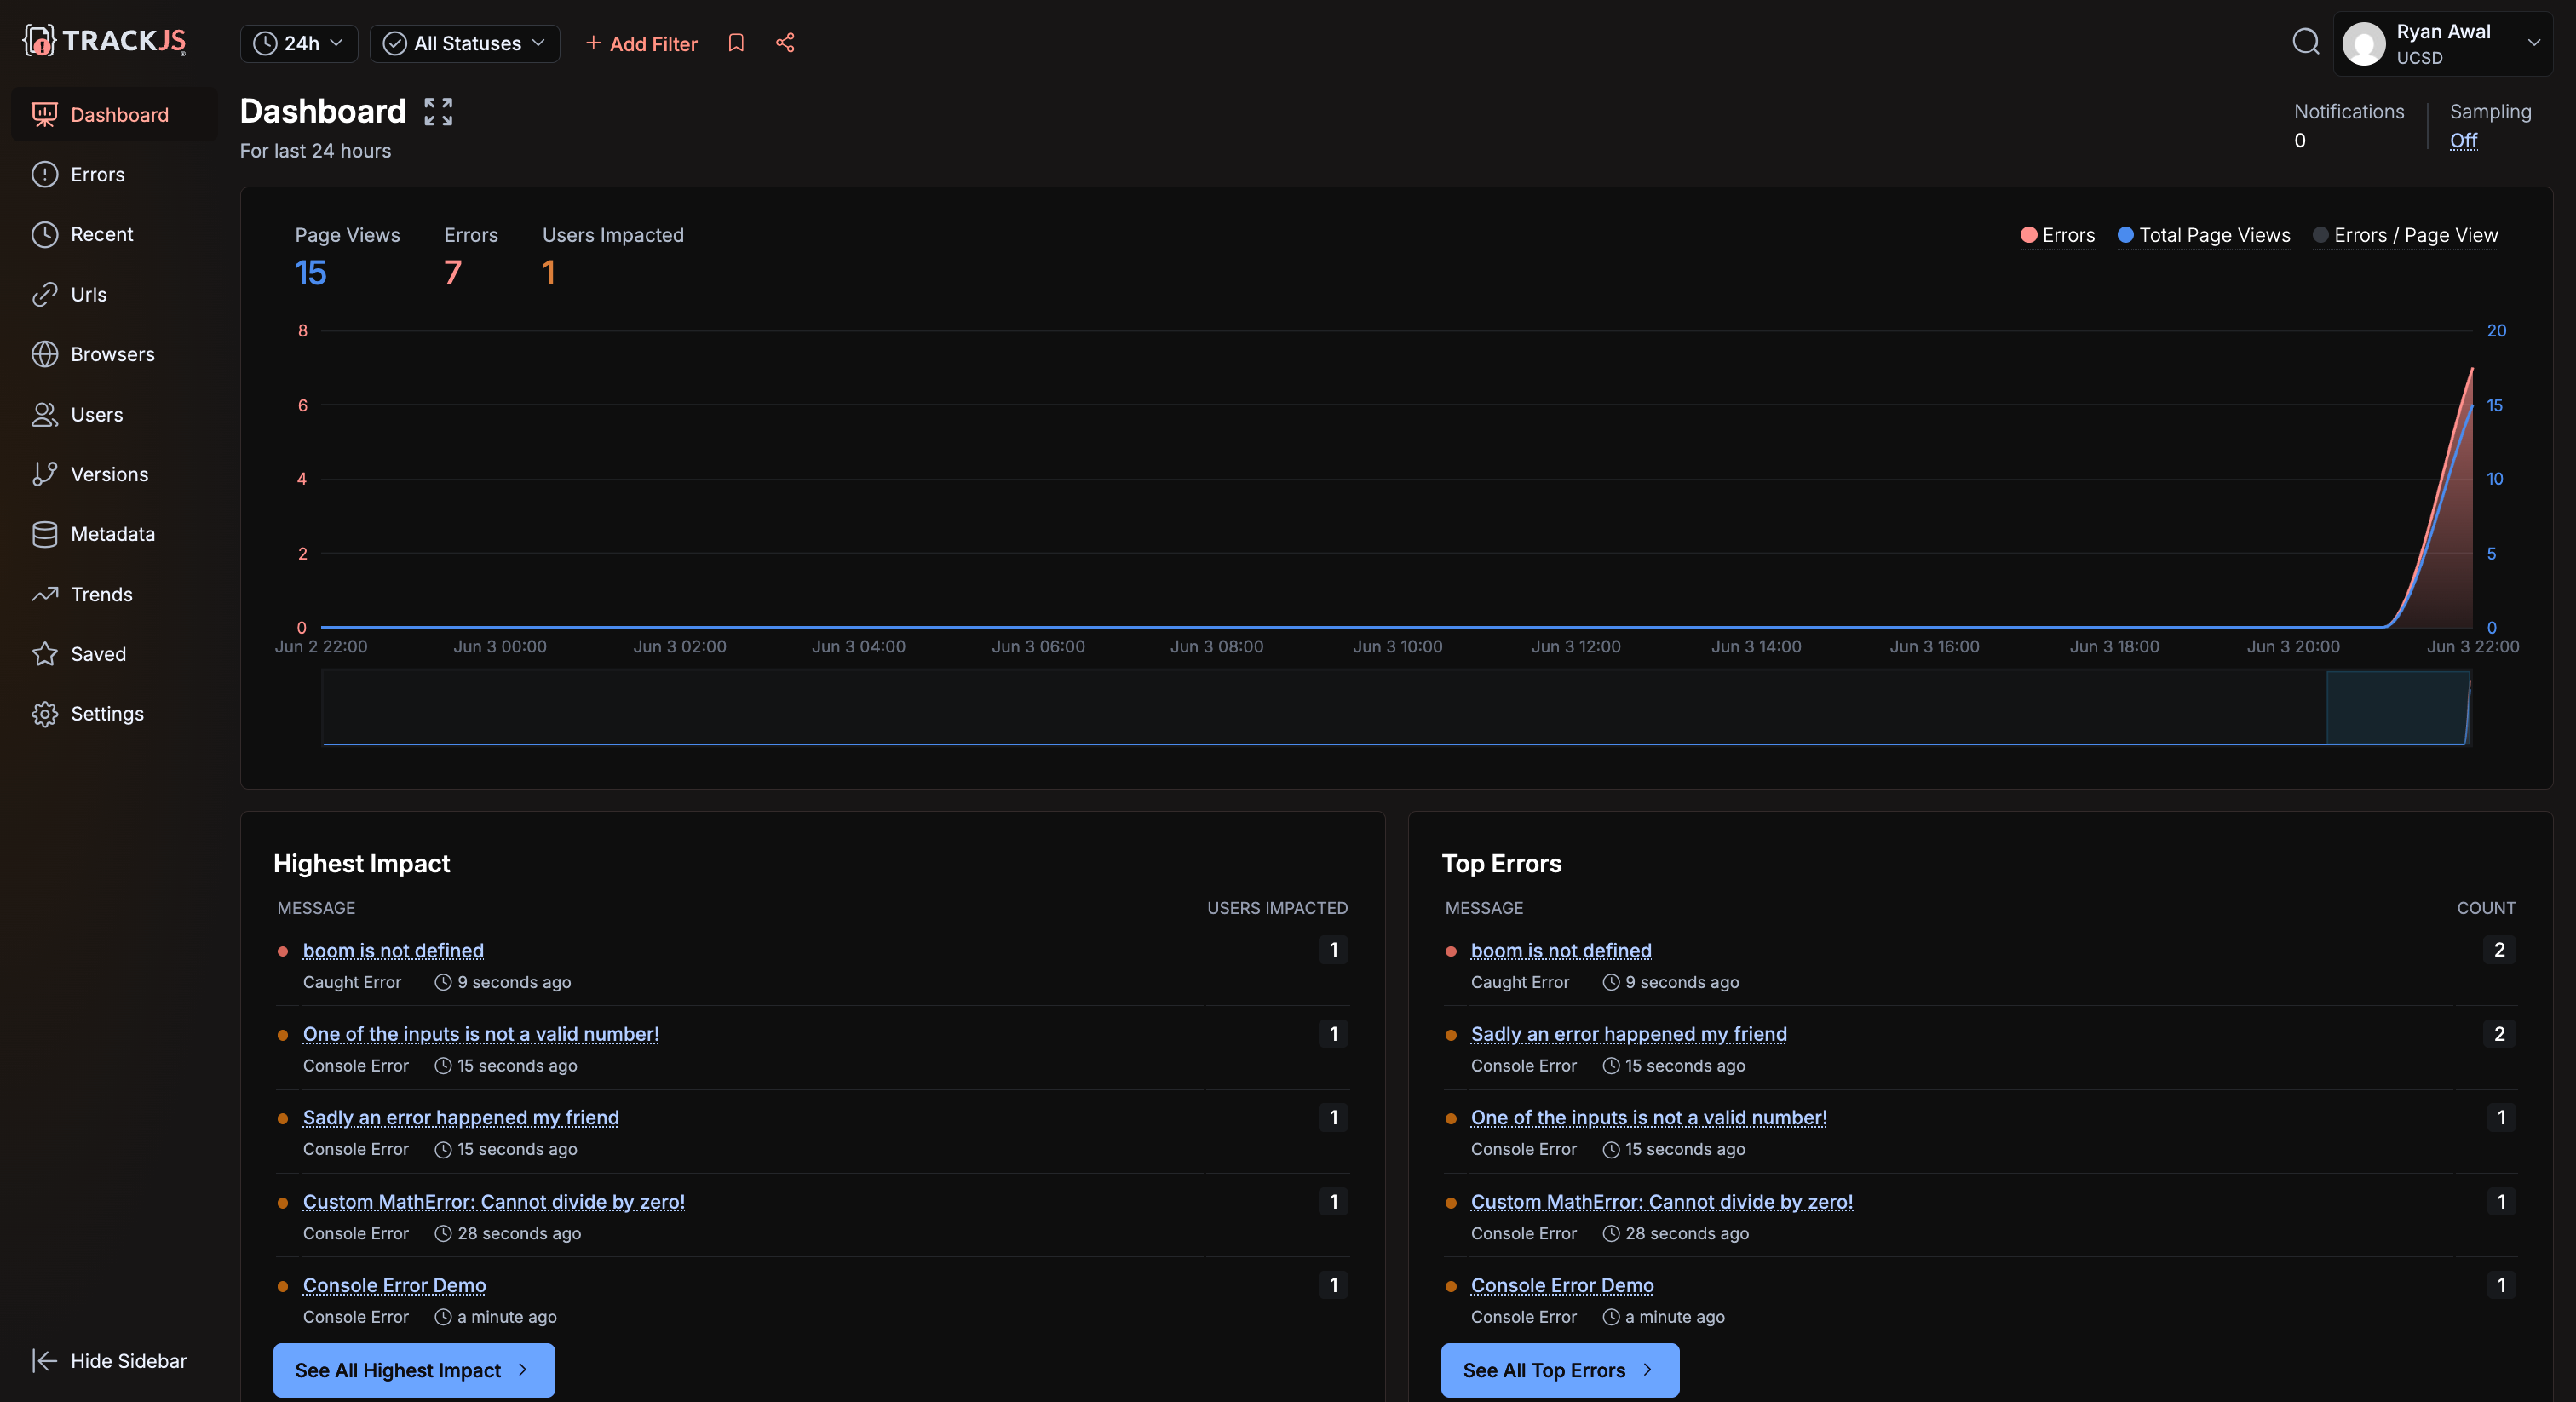 TRACKJS
24h
All Statuses
+ Add Filter
Ryan Awal
UCSD
Dashboard
Errors
Recent
Urls
Browsers
Users
Versions
Metadata
Trends
Saved
Settings
Hide Sidebar
Dashboard
For last 24 hours
Notifications
0
Sampling
Off
Page Views
15
Errors
7
Users Impacted
1
Errors
Total Page Views
Errors / Page View
8
6
4
2
0
20
15
10
5
0
Jun 2 22:00 Jun 3 00:00 Jun 3 02:00 Jun 3 04:00 Jun 3 06:00 Jun 3 08:00 Jun 3 10:00 Jun 3 12:00 Jun 3 14:00 Jun 3 16:00 Jun 3 18:00 Jun 3 20:00 Jun 3 22:00
Highest Impact
MESSAGE USERS IMPACTED
boom is not defined 1
Caught Error 9 seconds ago
One of the inputs is not a valid number! 1
Console Error 15 seconds ago
Sadly an error happened my friend 1
Console Error 15 seconds ago
Custom MathError: Cannot divide by zero! 1
Console Error 28 seconds ago
Console Error Demo 1
Console Error a minute ago
See All Highest Impact
Top Errors
MESSAGE COUNT
boom is not defined 2
Caught Error 9 seconds ago
Sadly an error happened my friend 2
Console Error 15 seconds ago
One of the inputs is not a valid number! 1
Console Error 15 seconds ago
Custom MathError: Cannot divide by zero! 1
Console Error 28 seconds ago
Console Error Demo 1
Console Error a minute ago
See All Top Errors